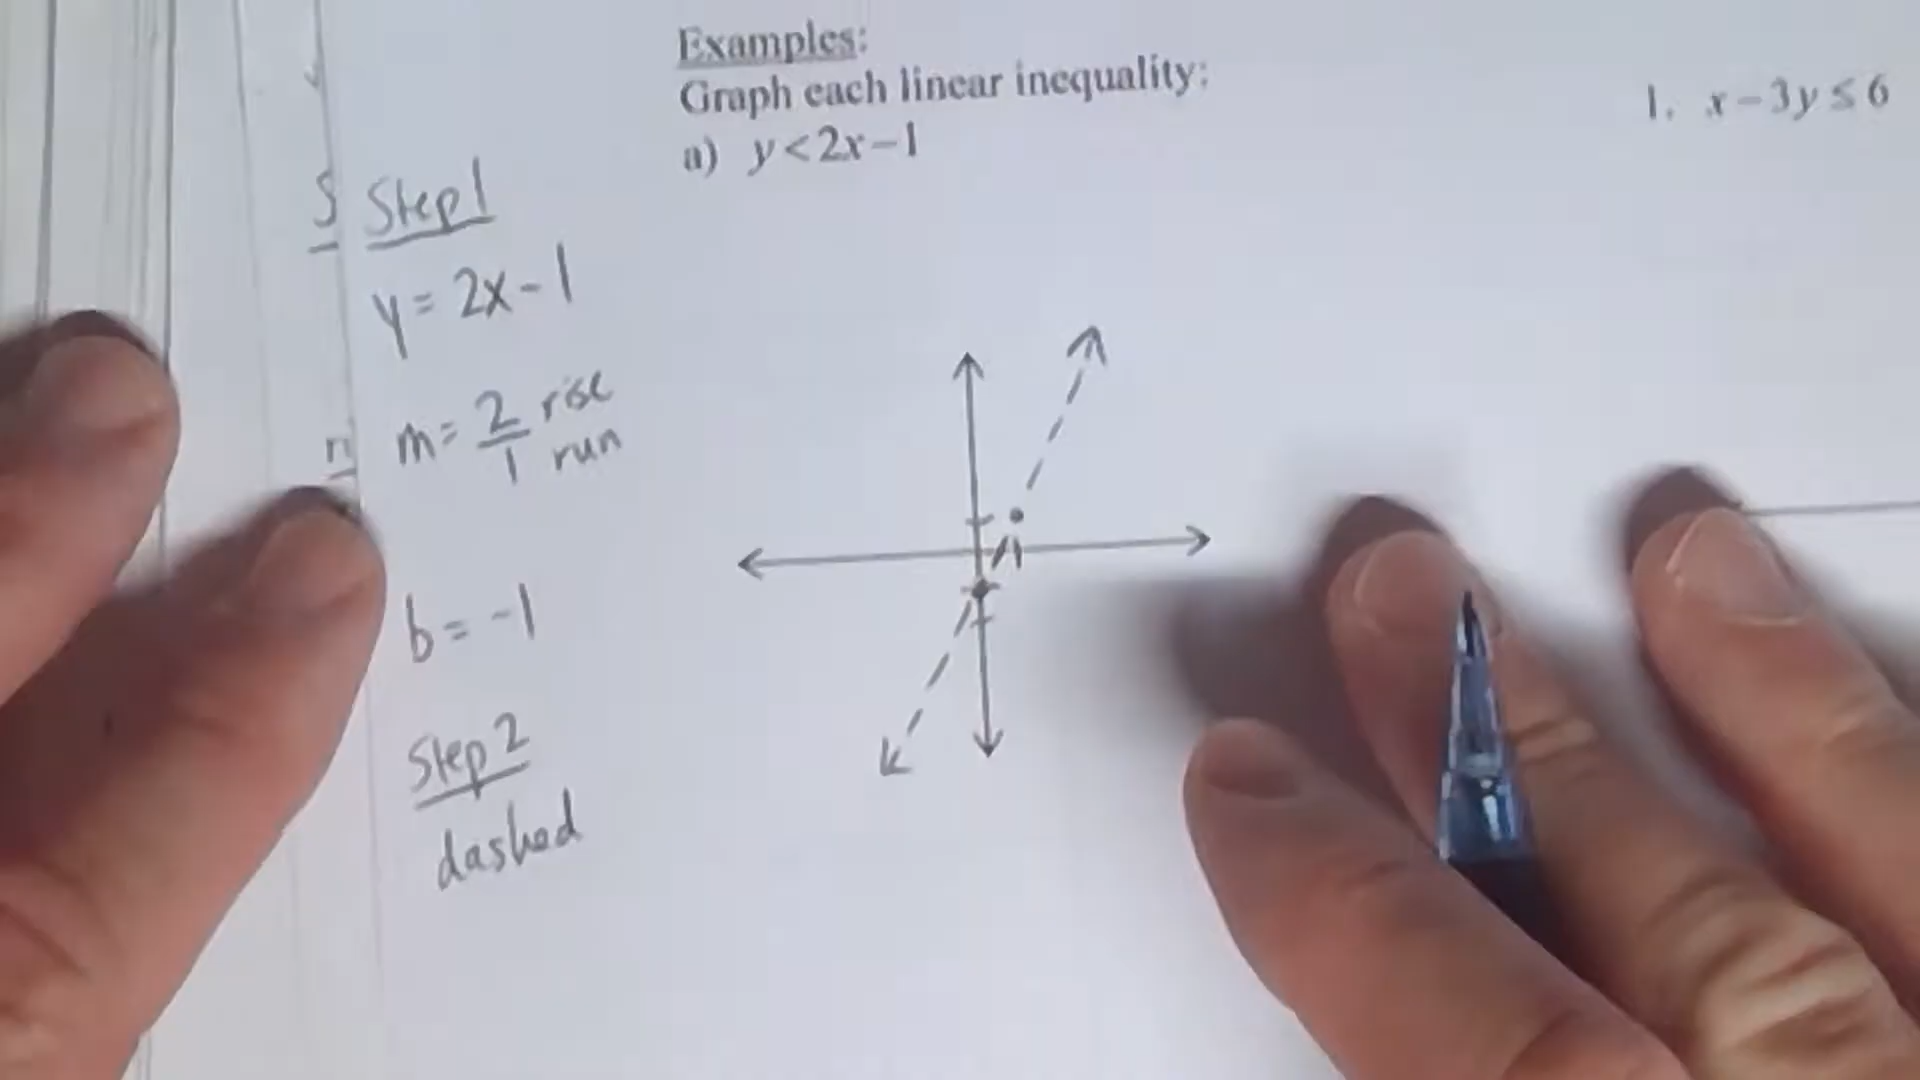 Examples:
Graph each linear inequality:
a) y<2x-1
1. x-3y≤6
Step 1
y = 2x - 1
m = 2/1 rise run
b = -1
Step 2
dashed